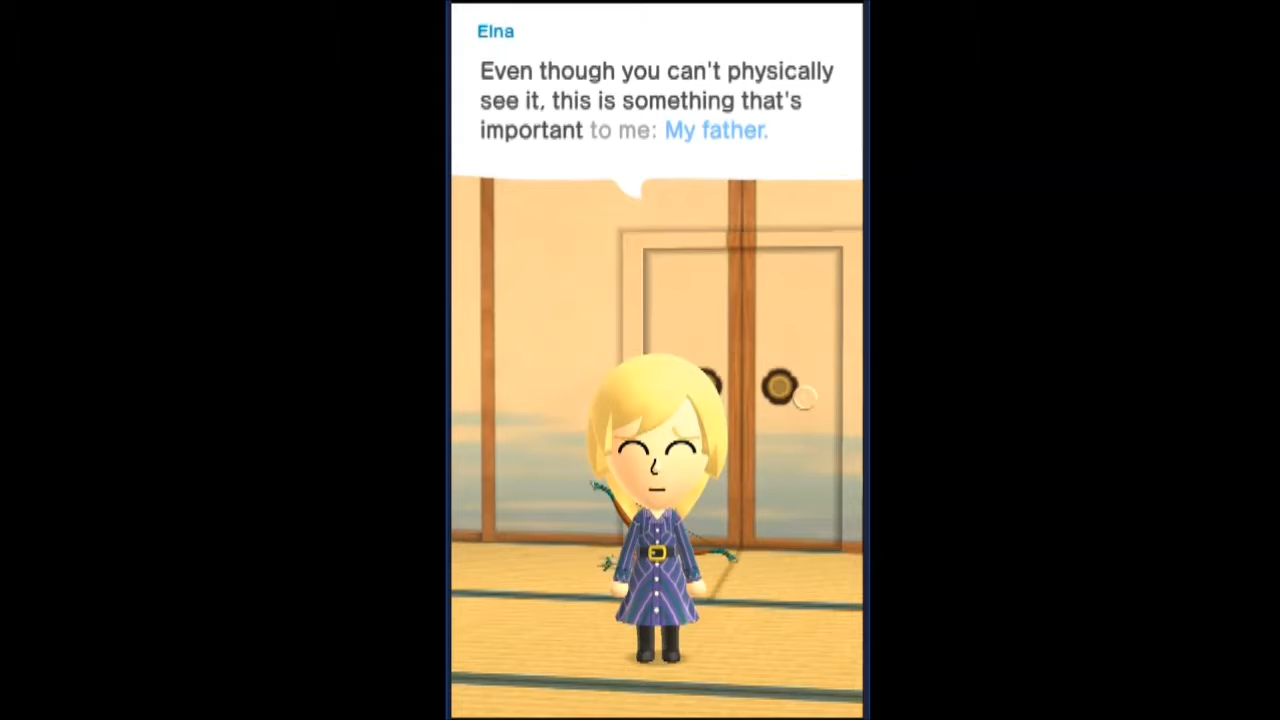 Elna
Even though you can't physically
see it, this is something that's
important to me: My father.